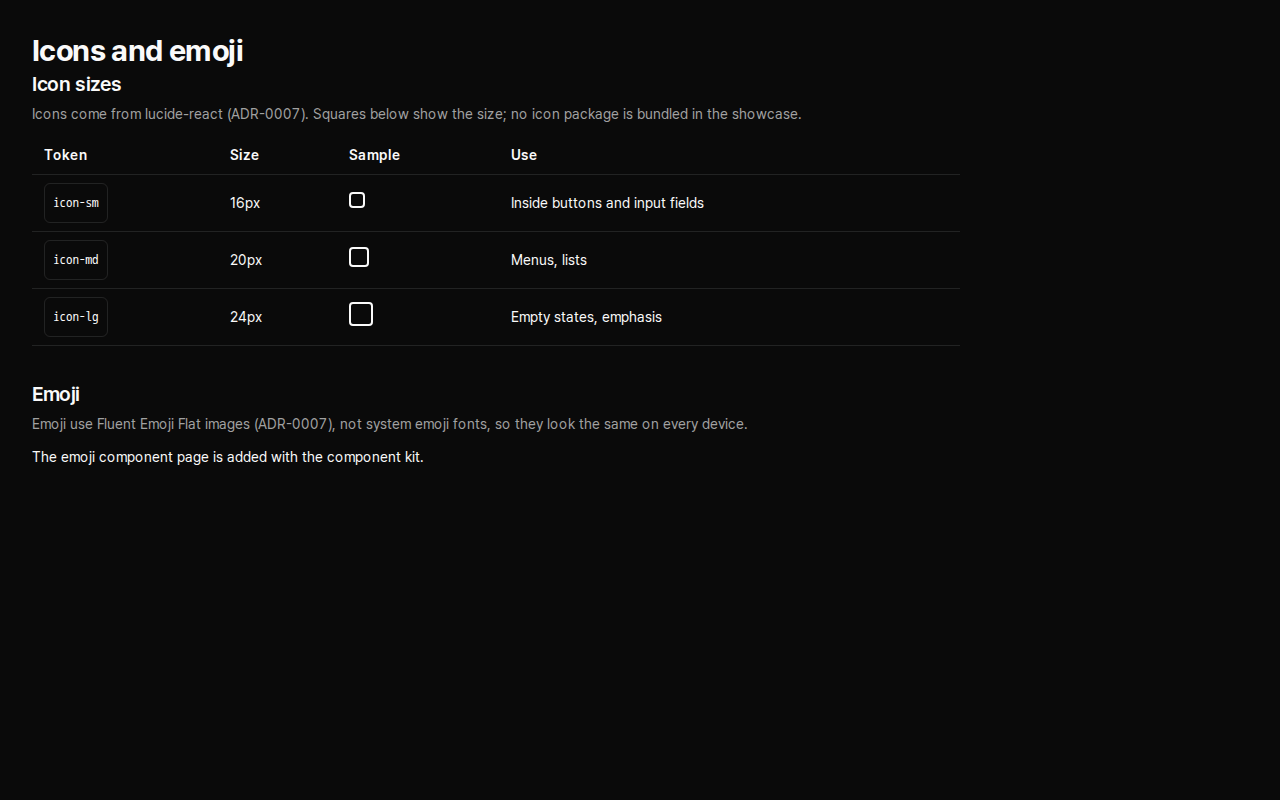 Icons and emoji
Icon sizes
Icons come from lucide-react (ADR-0007). Squares below show the size; no icon package is bundled in the showcase.
Token Size Sample Use
icon-sm 16px Inside buttons and input fields
icon-md 20px Menus, lists
icon-lg 24px Empty states, emphasis
Emoji
Emoji use Fluent Emoji Flat images (ADR-0007), not system emoji fonts, so they look the same on every device.
The emoji component page is added with the component kit.